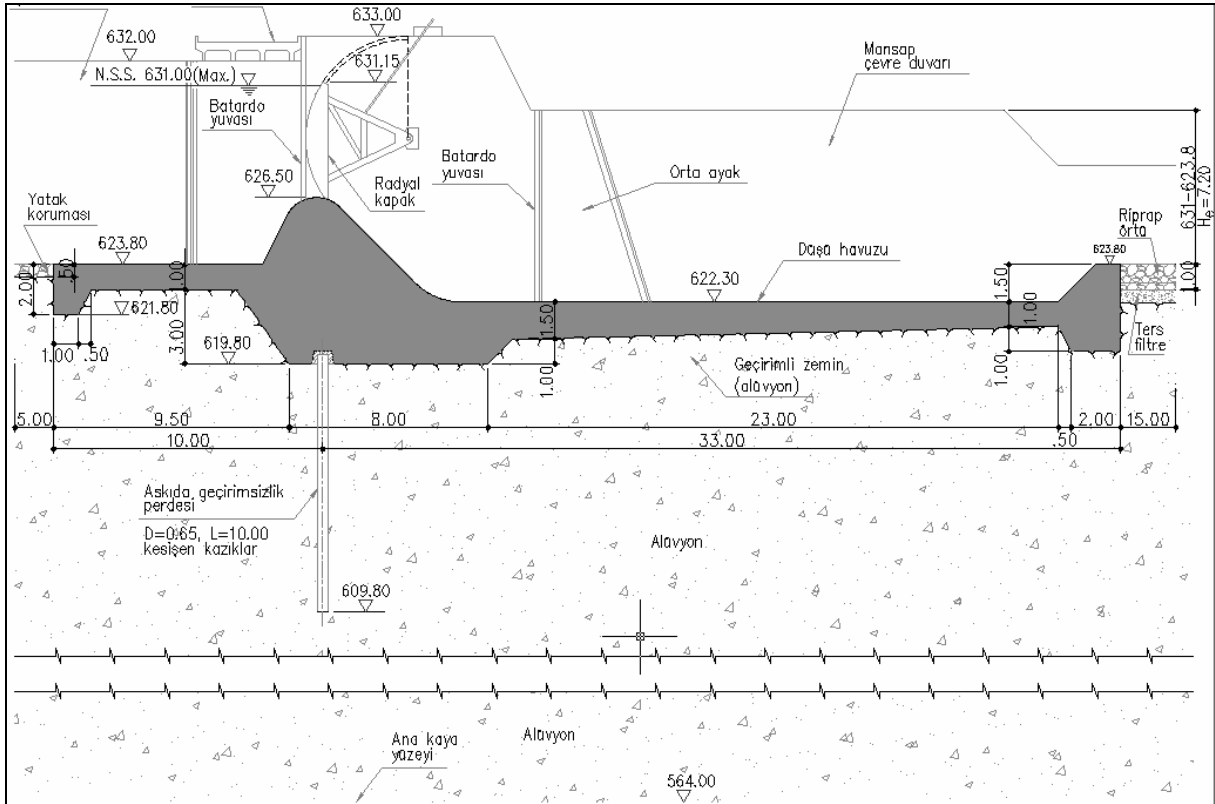 633.00
632.00
631.15
N.S.S. 631.00(Max.)
Mansap
çevre duvarı
Batardo
yuvası
Batardo
yuvası
Orta ayak
626.50
Radyal
kapak
Yatak
koruması
631-623.8
He=7.20
Riprap
örta
623.80
623.80
Düşü havuzu
.50
2.00
1.00
622.30
1.50
1.00
1.00
621.80
1.50
Ters
filtre
1.00
.50
3.00
619.80
1.00
1.00
Geçirimli zemin
(alüvyon)
5.00
9.50
8.00
23.00
2.00
15.00
10.00
33.00
.50
Askıda geçirimsizlik
perdesi
D=0.65, L=10.00
kesişen kazıklar
Alüvyon
609.80
Ana kaya
yüzeyi
Alüvyon
564.00